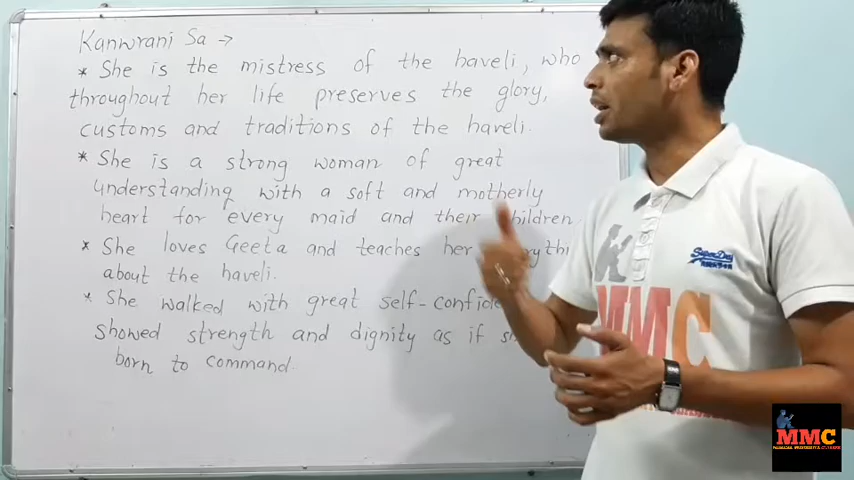 Kanwrani Sa →
* She is the mistress of the haveli, who
throughout her life preserves the glory,
customs and traditions of the haveli.
* She is a strong woman of great
understanding with a soft and motherly
heart for every maid and their children
* She loves Geeta and teaches
about the haveli.
* She walked with great self-confide
showed strength and dignity as if
born to command.
SuperDry
MMC
MMC